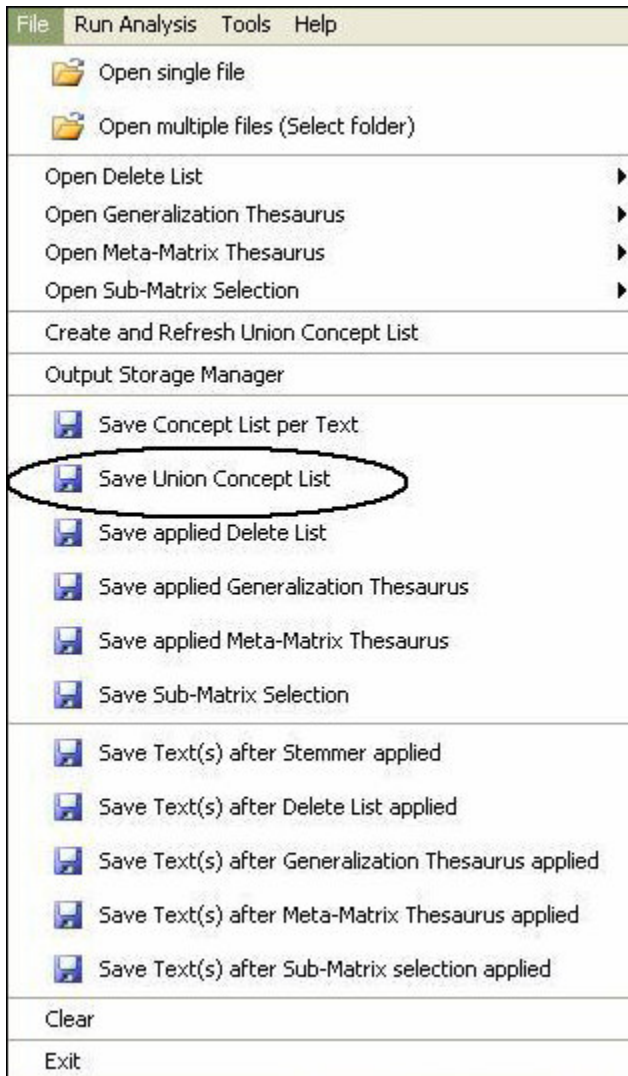 File Run Analysis Tools Help
Open single file
Open multiple files (Select folder)
Open Delete List
Open Generalization Thesaurus
Open Meta-Matrix Thesaurus
Open Sub-Matrix Selection
Create and Refresh Union Concept List
Output Storage Manager
Save Concept List per Text
Save Union Concept List
Save applied Delete List
Save applied Generalization Thesaurus
Save applied Meta-Matrix Thesaurus
Save Sub-Matrix Selection
Save Text(s) after Stemmer applied
Save Text(s) after Delete List applied
Save Text(s) after Generalization Thesaurus applied
Save Text(s) after Meta-Matrix Thesaurus applied
Save Text(s) after Sub-Matrix selection applied
Clear
Exit